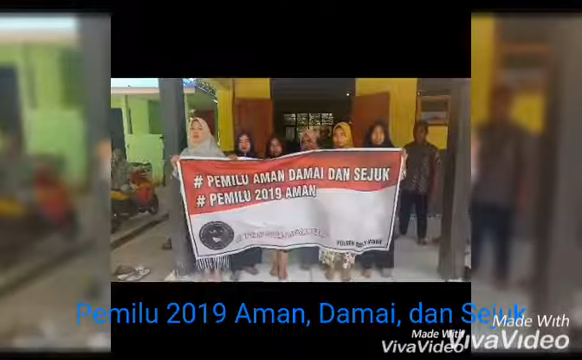 # PEMILU AMAN DAMAI DAN SEJUK
# PEMILU 2019 AMAN
Pemilu 2019 Aman, Damai, dan Sejuk
Made With
VivaVideo
Made With
VivaVideo